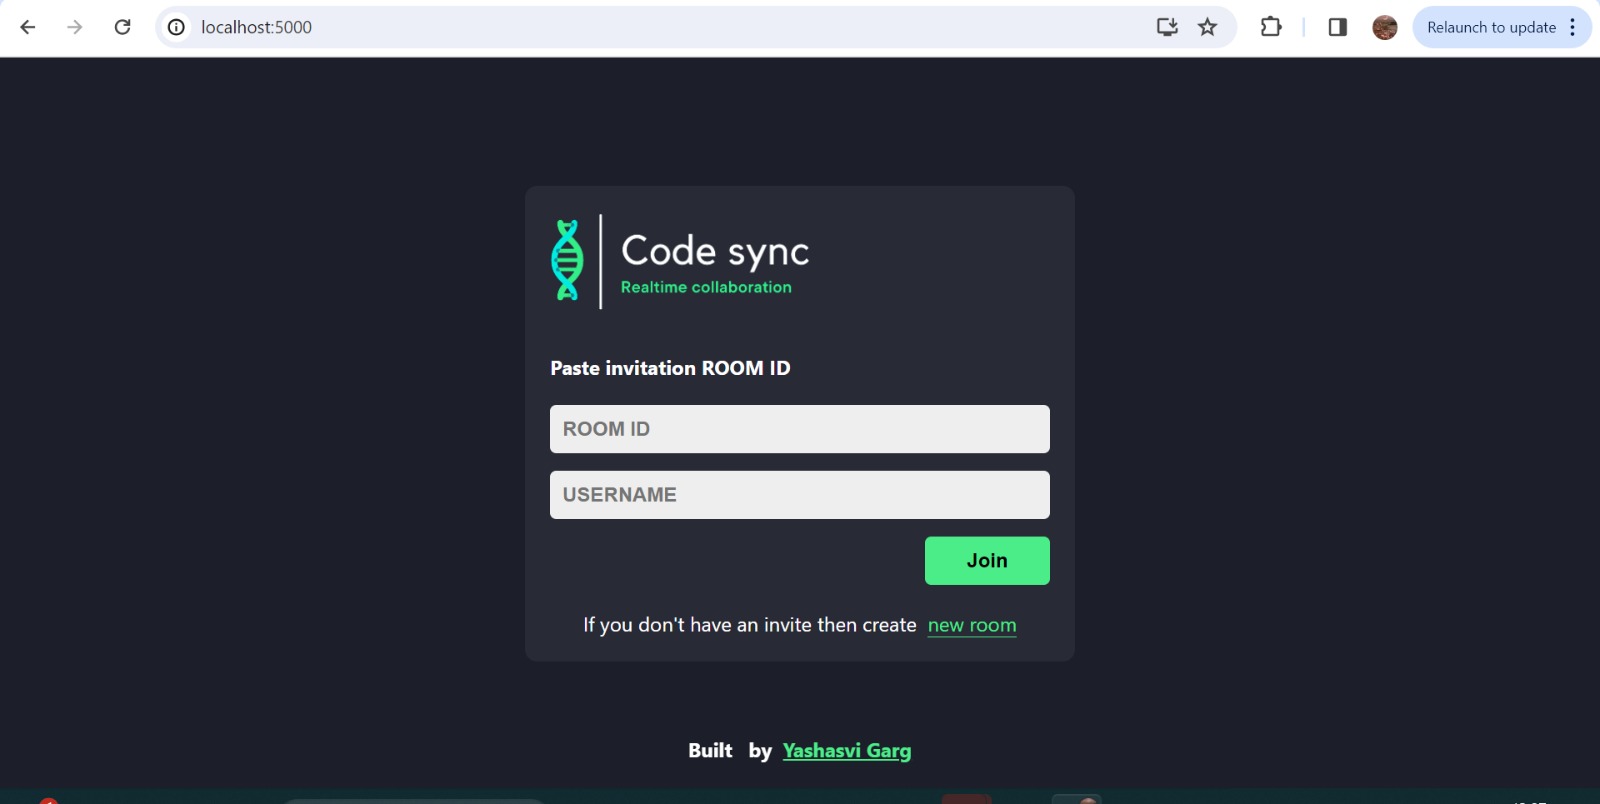 localhost:5000
Relaunch to update
Code sync
Realtime collaboration
Paste invitation ROOM ID
ROOM ID
USERNAME
Join
If you don't have an invite then create new room
Built by Yashasvi Garg